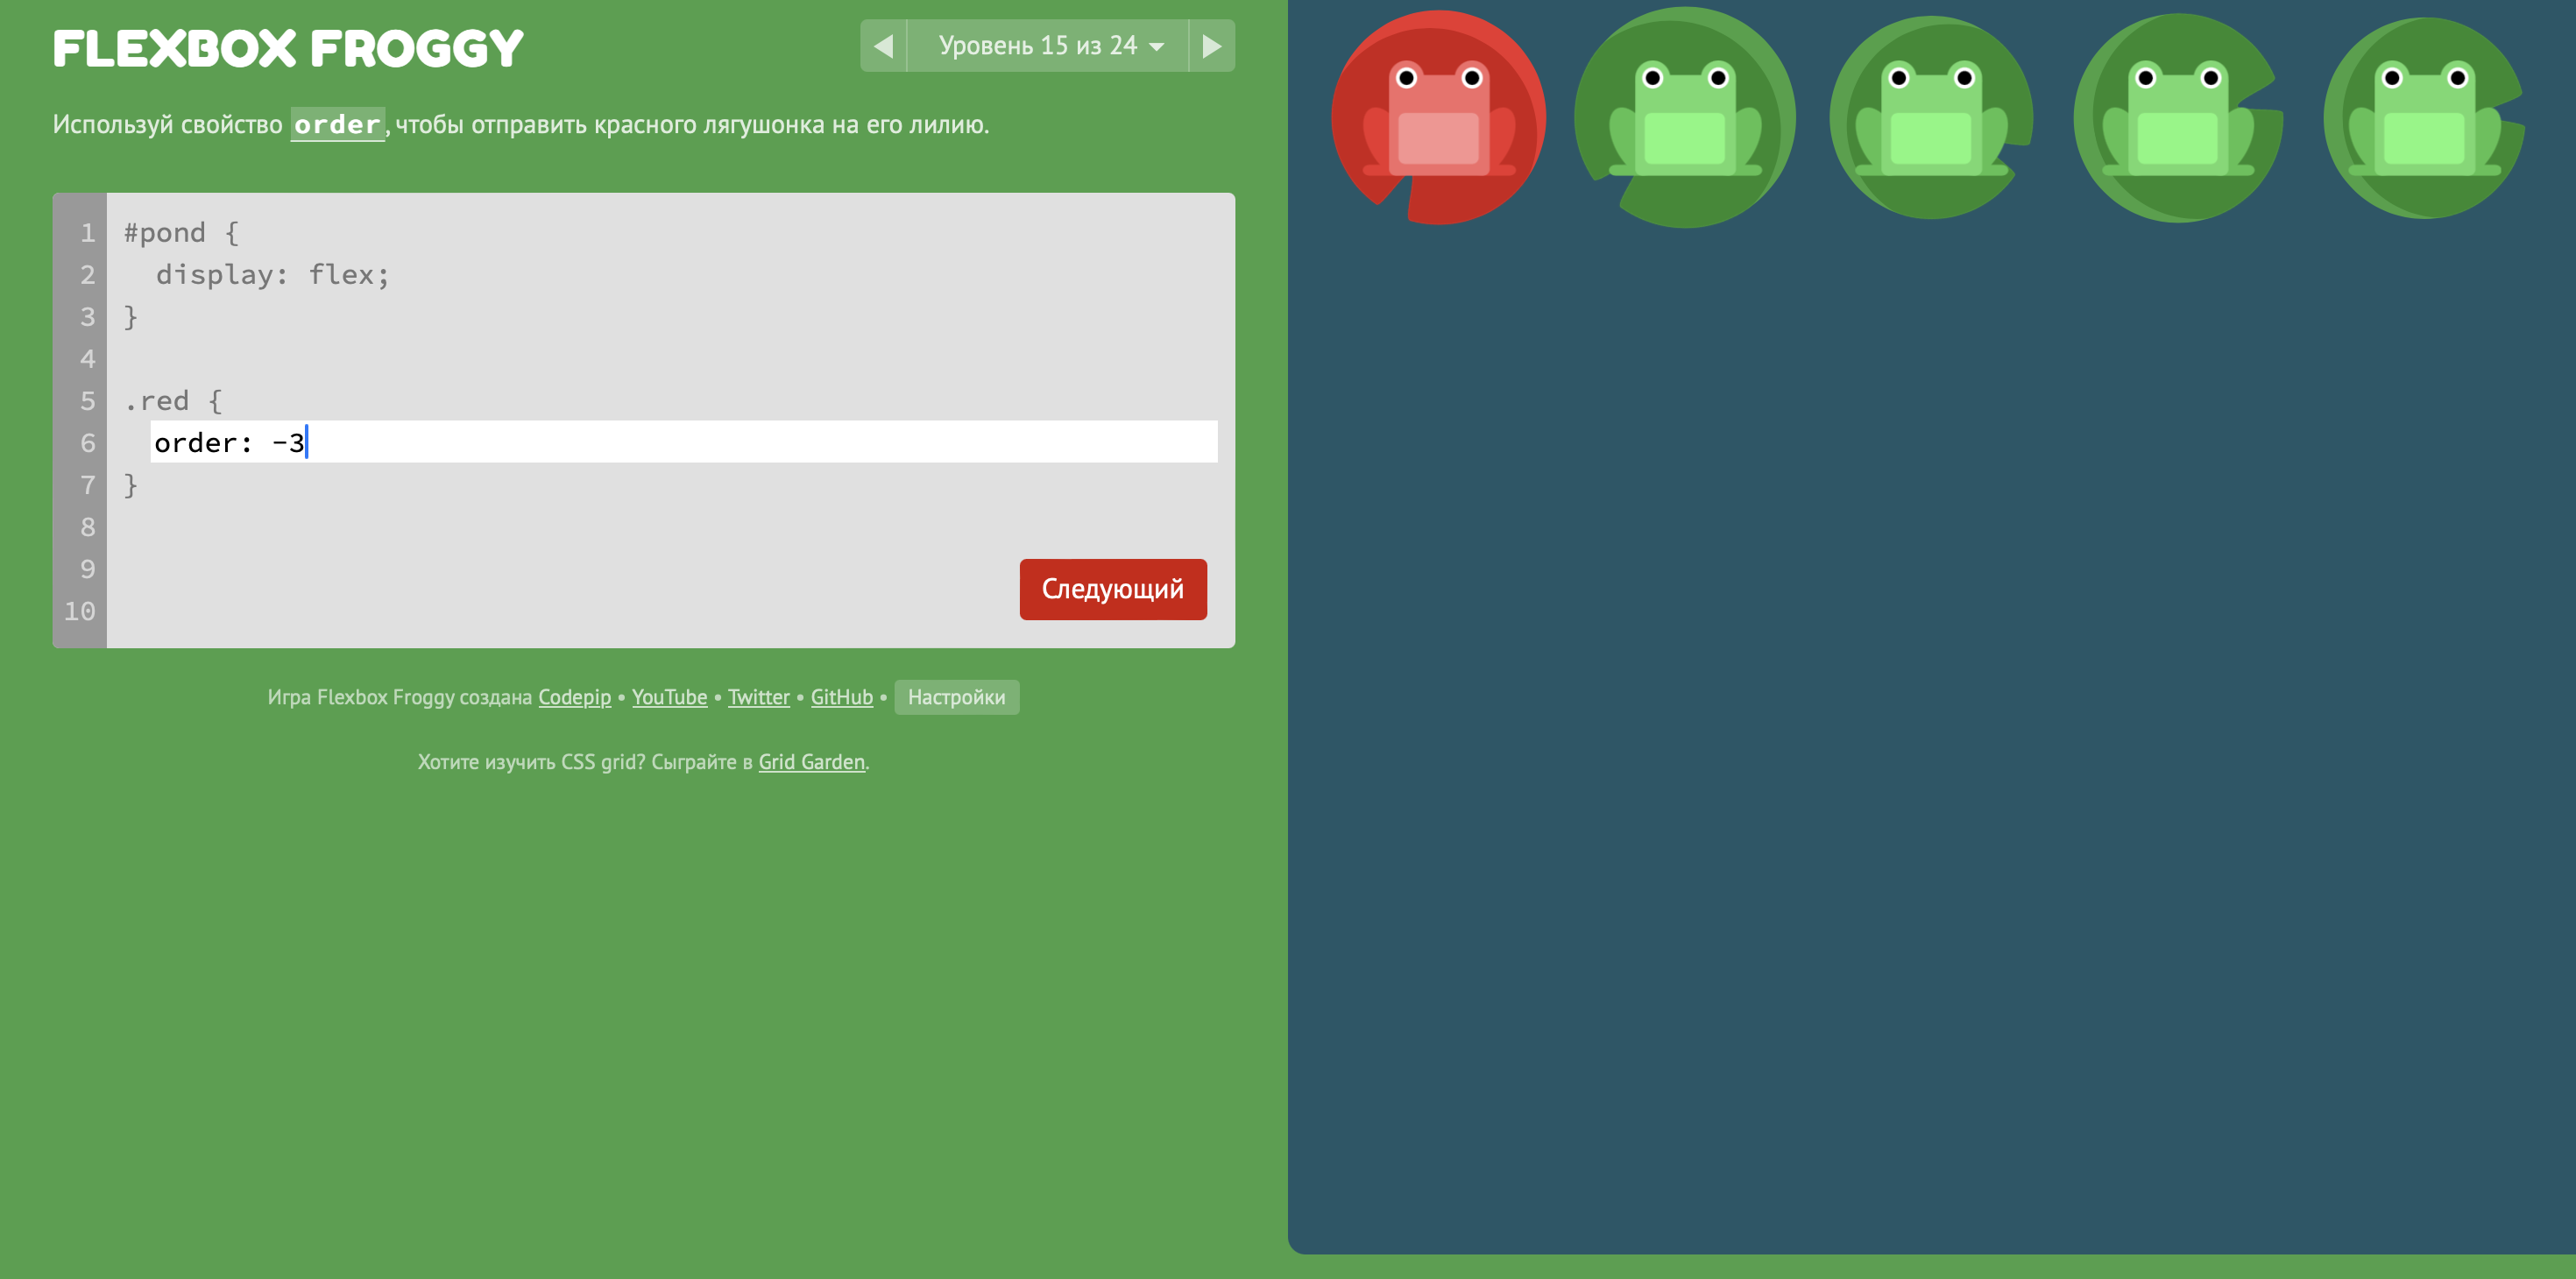 FLEXBOX FROGGY
Уровень 15 из 24
Используй свойство order, чтобы отправить красного лягушонка на его лилию.
1 #pond {
2 display: flex;
3 }
4
5 .red {
6 order: -3
7 }
8
9
10
Следующий
Игра Flexbox Froggy создана Codepip • YouTube • Twitter • GitHub • Настройки
Хотите изучить CSS grid? Сыграйте в Grid Garden.